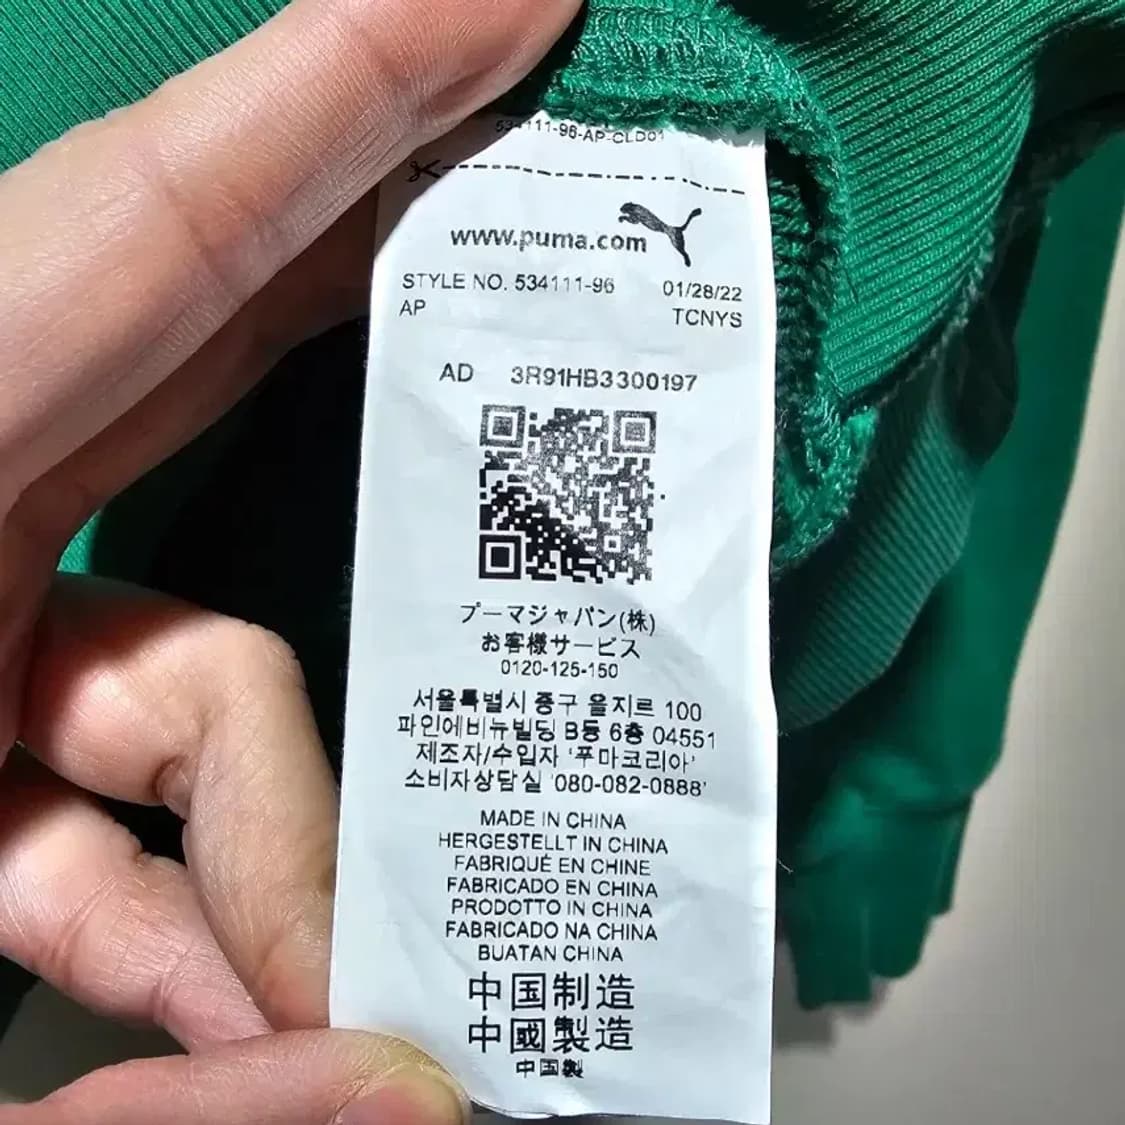 534111-96-AP-CLD01
www.puma.com
STYLE NO. 534111-96 01/28/22
AP TCNYS
AD 3R91HB3300197
プーマジャパン(株)
お客様サービス
0120-125-150
서울특별시 중구 을지로 100
파인에비뉴빌딩 B동 6층 04551
제조자/수입자 '푸마코리아'
소비자상담실 '080-082-0888'
MADE IN CHINA
HERGESTELLT IN CHINA
FABRIQUÉ EN CHINE
FABRICADO EN CHINA
PRODOTTO IN CHINA
FABRICADO NA CHINA
BUATAN CHINA
中国制造
中國製造
中国製